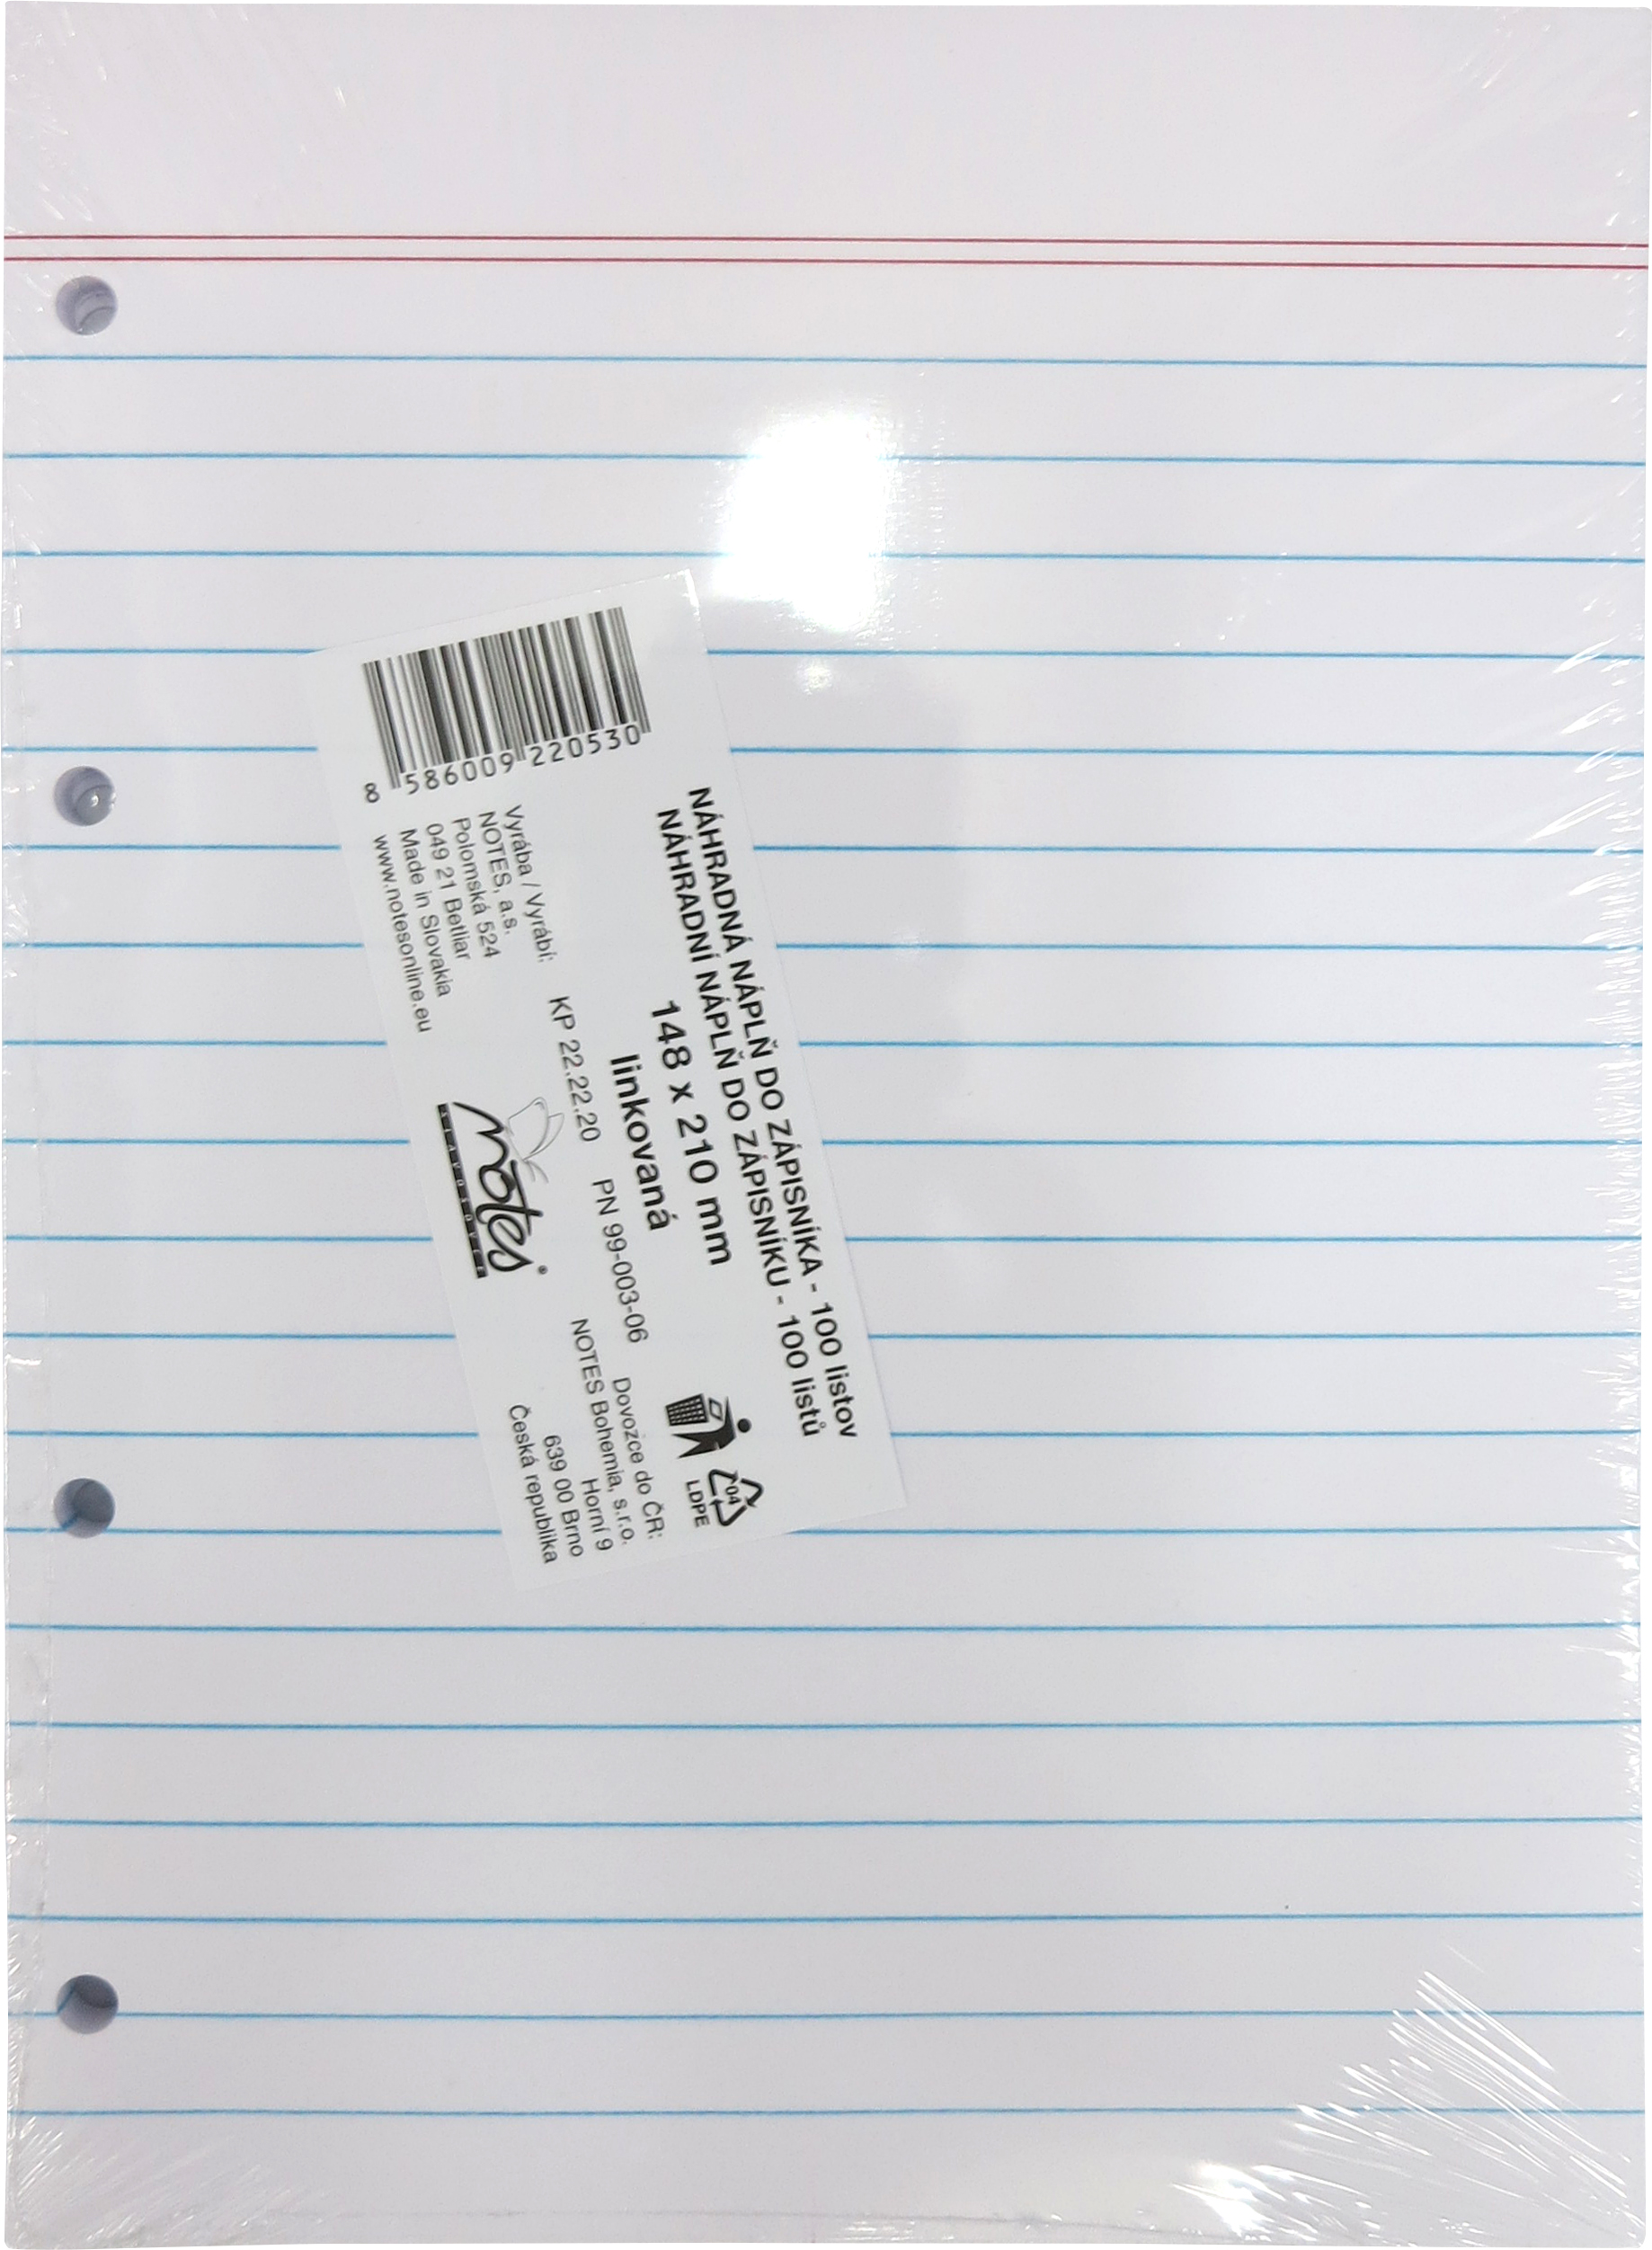 NÁHRADNÁ NÁPLŇ DO ZÁPISNÍKA - 100 listov
NÁHRADNÍ NÁPLŇ DO ZÁPISNÍKU - 100 listů
148 x 210 mm
linkovaná
KP 22.22.20 PN 99-003-06
8 586009 220530
Vyrába / Vyrábí:
NOTES, a.s.
Polomská 524
049 21 Betliar
Made in Slovakia
www.notesonline.eu
notes®
SLAVOŠOVCE
04
LDPE
Dovozce do ČR:
NOTES Bohemia, s.r.o.
Horní 9
639 00 Brno
Česká republika